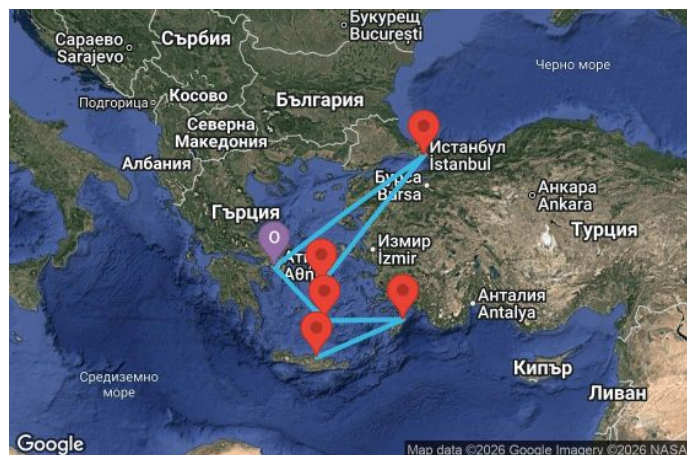 Букурещ
București
Сараево
Sarajevo
Сърбия
Черно море
Подгорица
Косово
България
Северна
Македония
Албания
Истанбул
İstanbul
Бурса
Bursa
Анкара
Ankara
Гърция
Турция
O
Измир
İzmir
Ати
Αθή
Анталия
Antalya
Средиземно
море
Кипър
Ливан
Google
Map data ©2026 Google Imagery ©2026 NASA